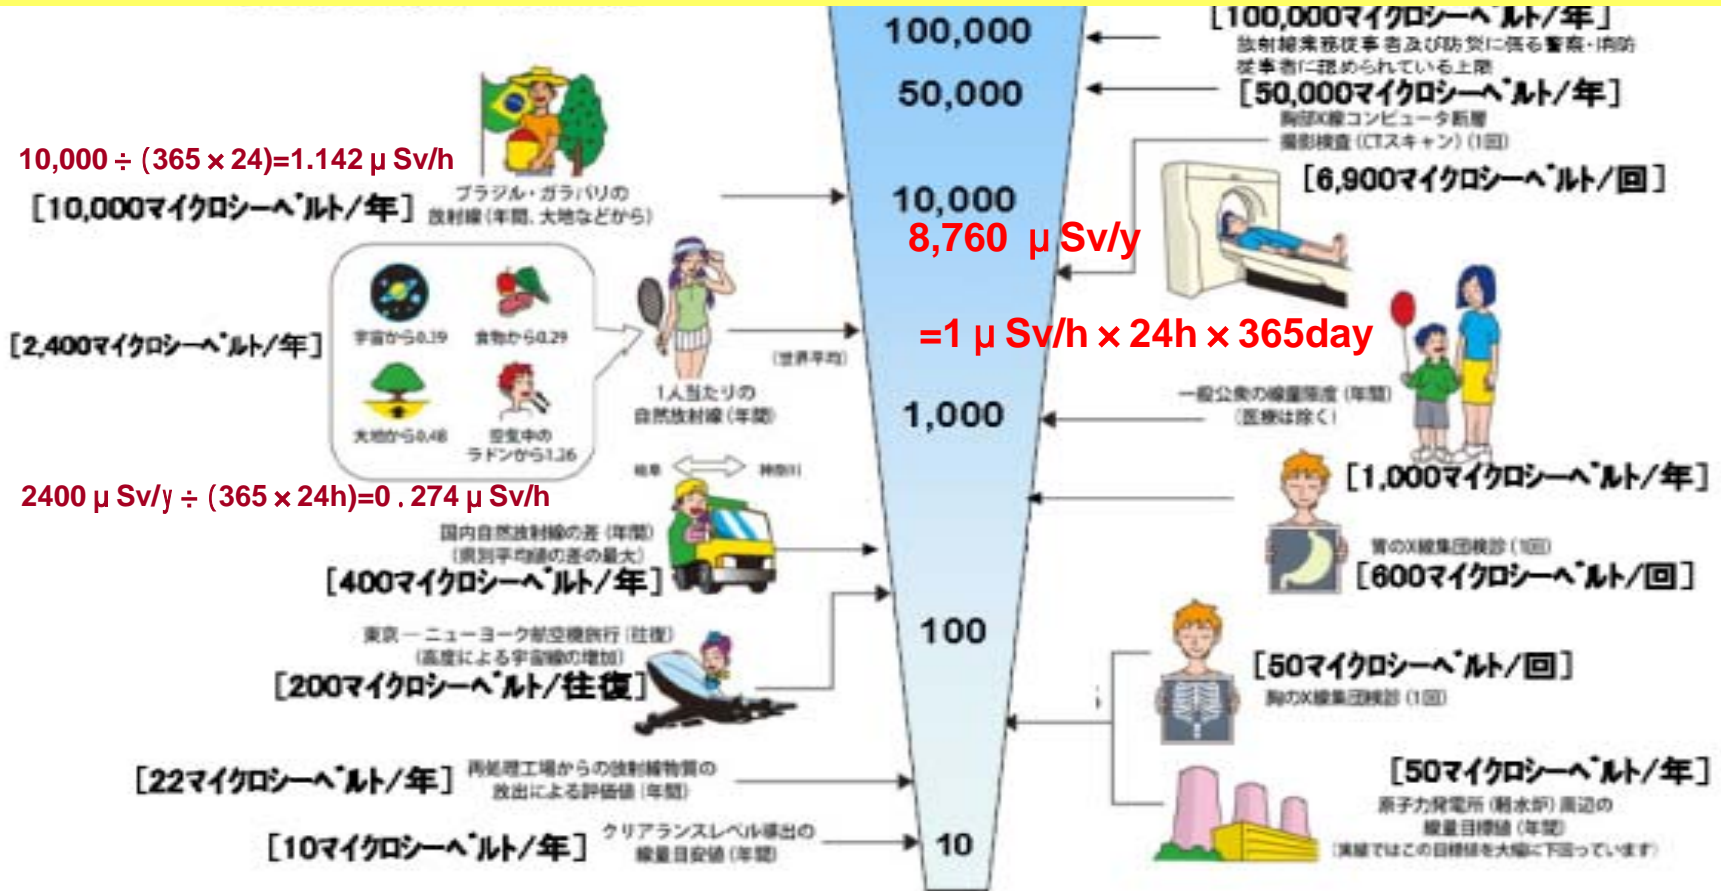 100,000
[100,000マイクロシーベルト/年]
放射線業務従事者及び防災に係る警察・消防
従事者に認められている上限
50,000
[50,000マイクロシーベルト/年]
胸部X線コンピュータ断層
撮影検査(CTスキャン)(1回)
[6,900マイクロシーベルト/回]
10,000 ÷ (365 × 24)=1.142 μ Sv/h
[10,000マイクロシーベルト/年]
ブラジル・ガラパリの
放射線(年間、大地などから)
10,000
8,760 μ Sv/y
=1 μ Sv/h × 24h × 365day
[2,400マイクロシーベルト/年]
宇宙から0.39
食物から0.29
大地から0.48
空気中の
ラドンから1.26
(世界平均)
1人当たりの
自然放射線(年間)
1,000
一般公衆の線量限度(年間)
(医療は除く)
[1,000マイクロシーベルト/年]
2400 μ Sv/y ÷ (365 × 24h)=0.274 μ Sv/h
岐阜
神奈川
国内自然放射線の差(年間)
(県別平均値の差の最大)
[400マイクロシーベルト/年]
胃のX線集団検診(1回)
[600マイクロシーベルト/回]
100
東京―ニューヨーク航空機旅行(往復)
(高度による宇宙線の増加)
[200マイクロシーベルト/往復]
[50マイクロシーベルト/回]
胸のX線集団検診(1回)
[22マイクロシーベルト/年]
再処理工場からの放射線物質の
放出による評価値(年間)
[50マイクロシーベルト/年]
原子力発電所(軽水炉)周辺の
線量目標値(年間)
(実績ではこの目標値を大幅に下回っています)
[10マイクロシーベルト/年]
クリアランスレベル導出の
線量目安値(年間)
10